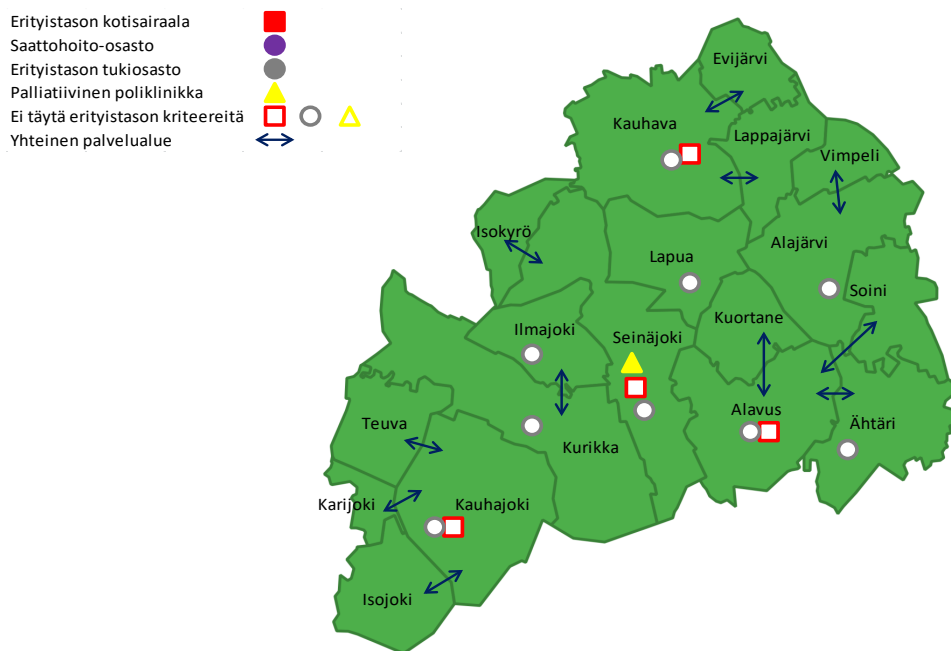 Erityistason kotisairaala
Saattohoito-osasto
Erityistason tukiosasto
Palliatiivinen poliklinikka
Ei täytä erityistason kriteereitä
Yhteinen palvelualue
Evijärvi
Kauhava
Lappajärvi
Vimpeli
Isokyrö
Lapua
Alajärvi
Soini
Kuortane
Ilmajoki
Seinäjoki
Alavus
Ähtäri
Teuva
Kurikka
Karijoki
Kauhajoki
Isojoki